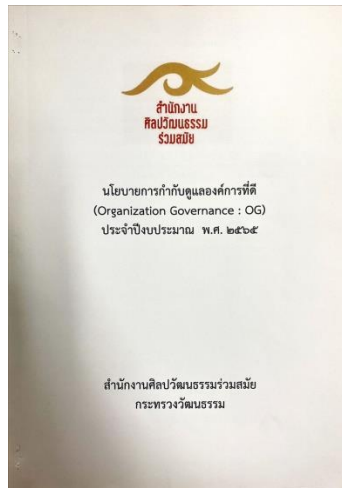 สำนักงาน
ศิลปวัฒนธรรม
ร่วมสมัย
นโยบายการกำกับดูแลองค์การที่ดี
(Organization Governance : OG)
ประจำปีงบประมาณ พ.ศ. ๒๕๖๕
สำนักงานศิลปวัฒนธรรมร่วมสมัย
กระทรวงวัฒนธรรม